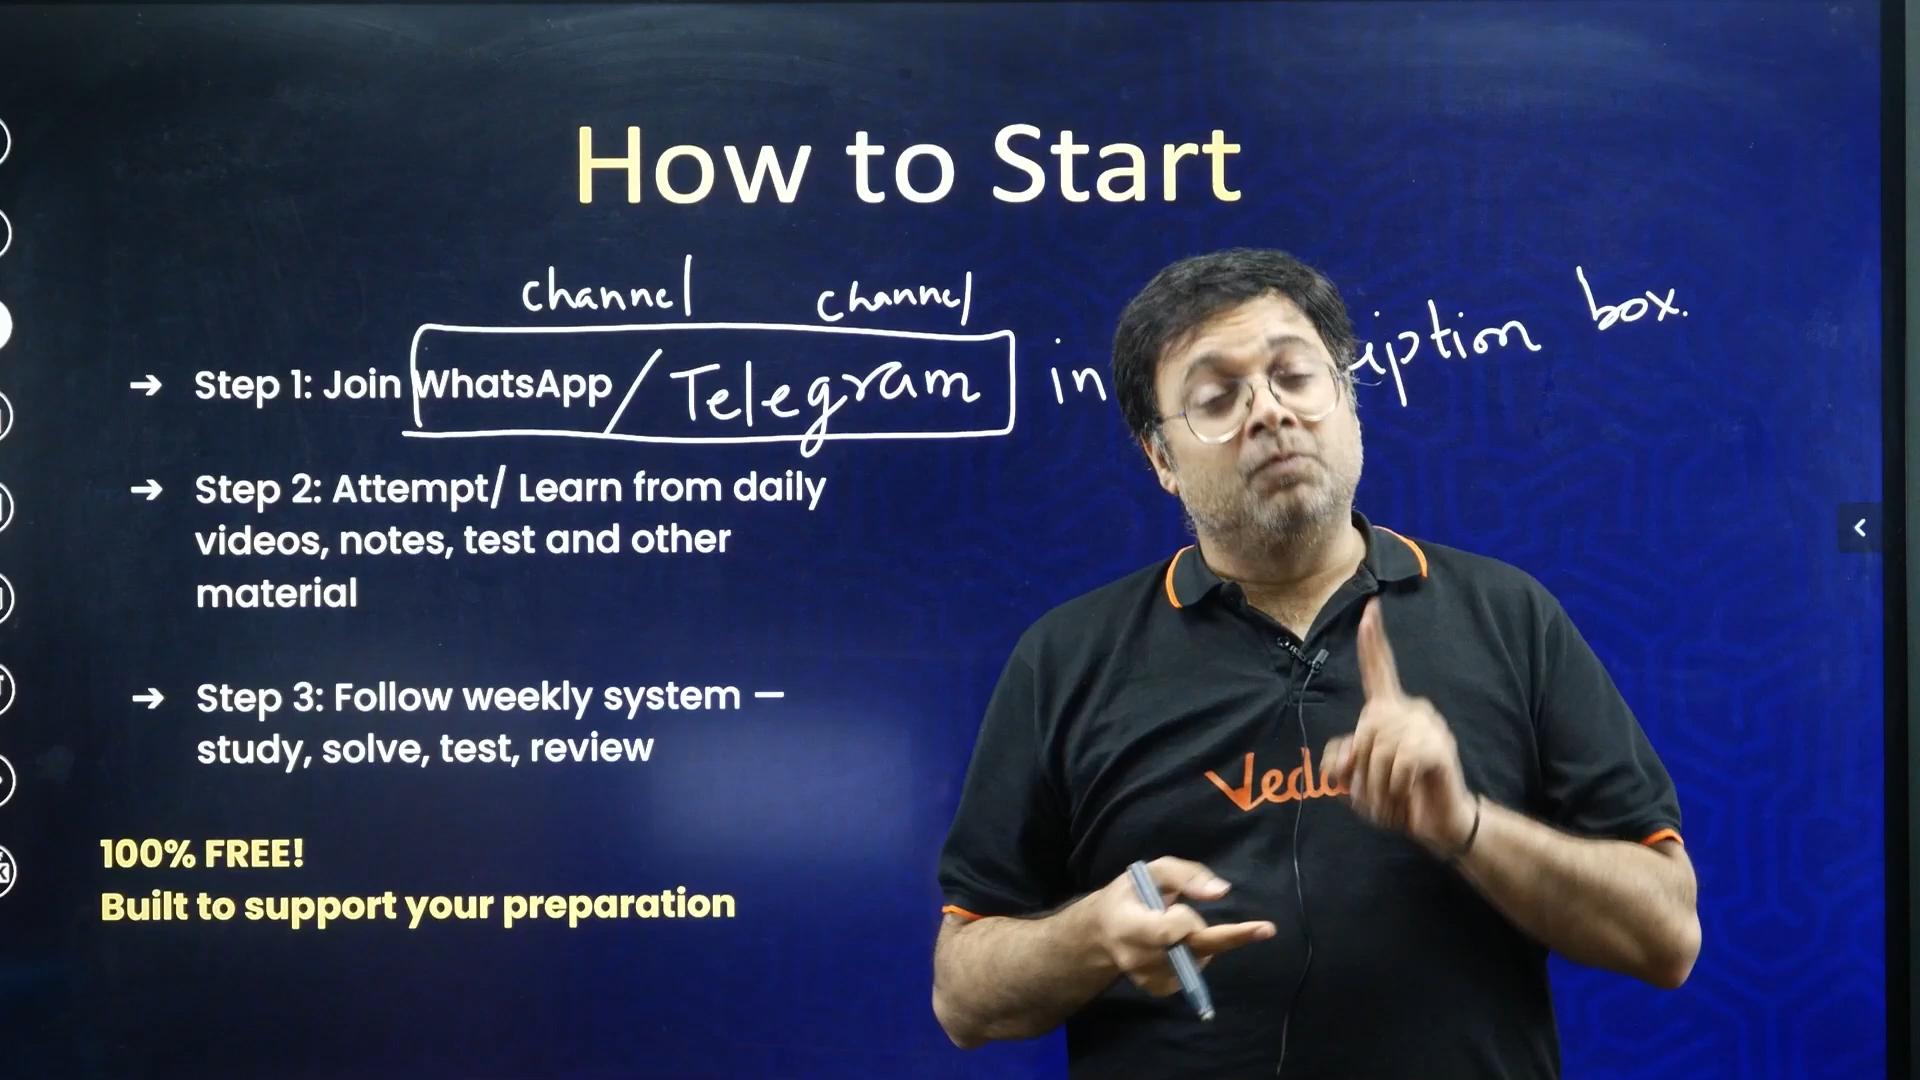 How to Start
channel channel
→ Step 1: Join WhatsApp / Telegram in box.
→ Step 2: Attempt/ Learn from daily
videos, notes, test and other
material
→ Step 3: Follow weekly system —
study, solve, test, review
100% FREE!
Built to support your preparation